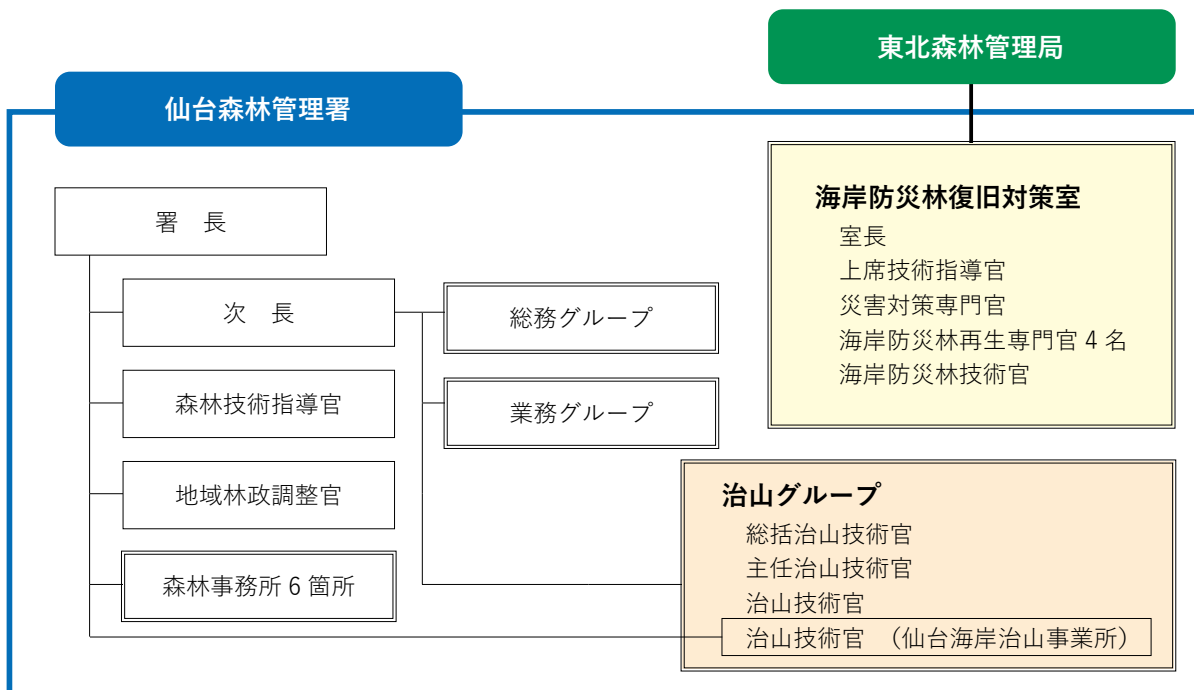 東北森林管理局
仙台森林管理署
海岸防災林復旧対策室
室長
上席技術指導官
災害対策専門官
海岸防災林再生専門官 4 名
海岸防災林技術官
署　長
次　長
総務グループ
森林技術指導官
業務グループ
地域林政調整官
森林事務所 6 箇所
治山グループ
総括治山技術官
主任治山技術官
治山技術官
治山技術官　（仙台海岸治山事業所）